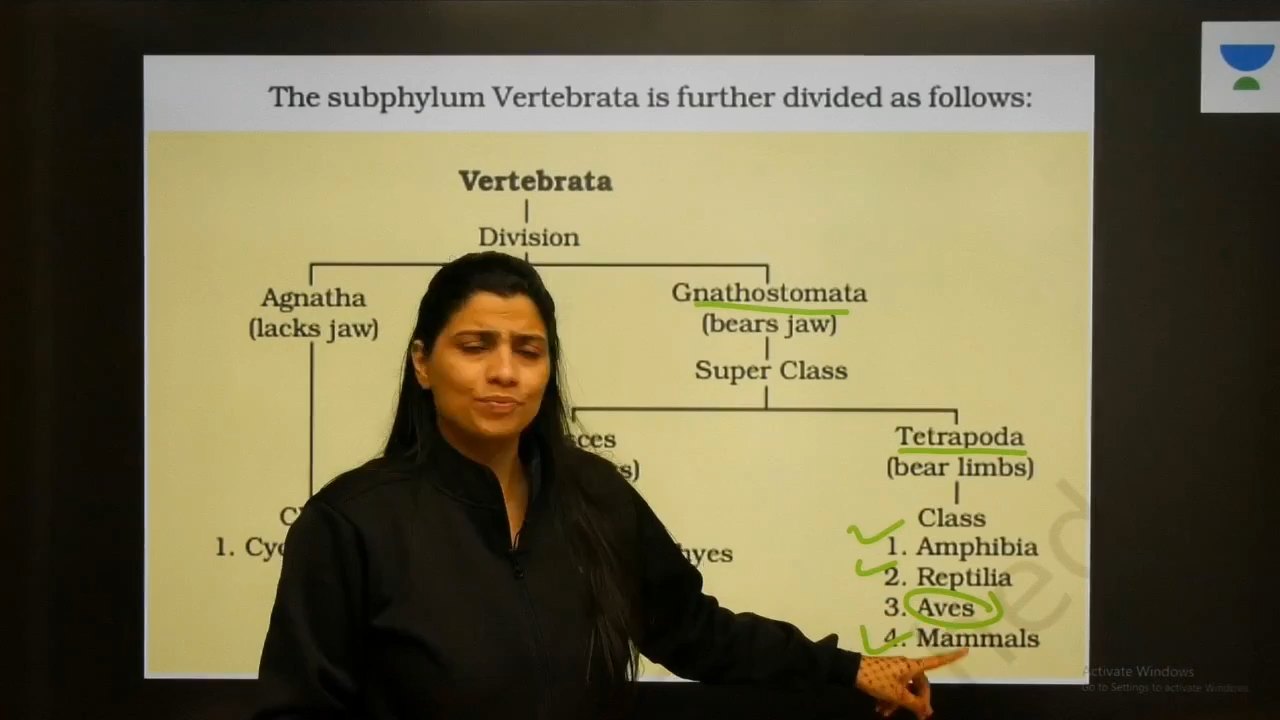 The subphylum Vertebrata is further divided as follows:
Vertebrata
Division
Agnatha
(lacks jaw)
Gnathostomata
(bears jaw)
Super Class
Tetrapoda
(bear limbs)
Class
1. Amphibia
2. Reptilia
3. Aves
4. Mammals
1.
Activate Windows
Go to Settings to activate Windows.